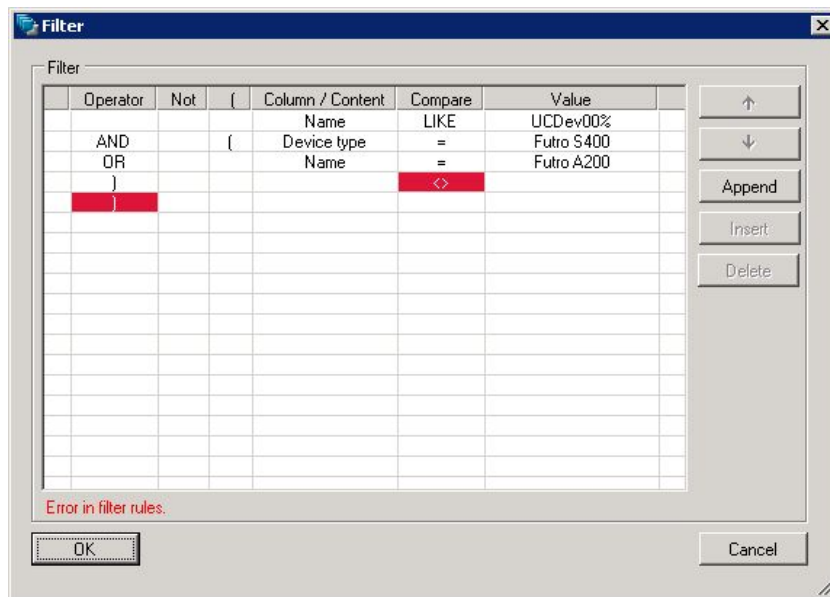 Filter
Filter
Operator Not ( Column / Content Compare Value
Name LIKE UCDev00%
AND ( Device type = Futro S400
OR Name = Futro A200
) <>
)
Append
Insert
Delete
Error in filter rules.
OK Cancel